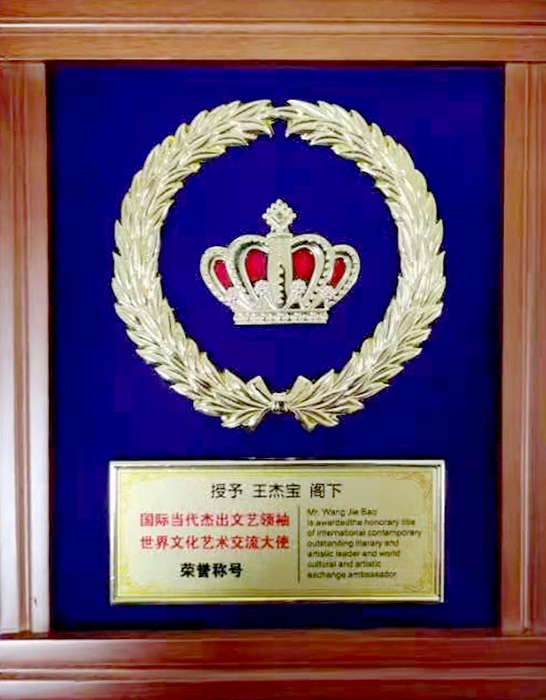 授予 王杰宝 阁下
国际当代杰出文艺领袖
世界文化艺术交流大使
荣誉称号
Mr. Wang Jie Bao
is awardedthe honorary title
of international contemporary
outstanding literary and
artistic leader and world
cultural and artistic
exchange ambassador